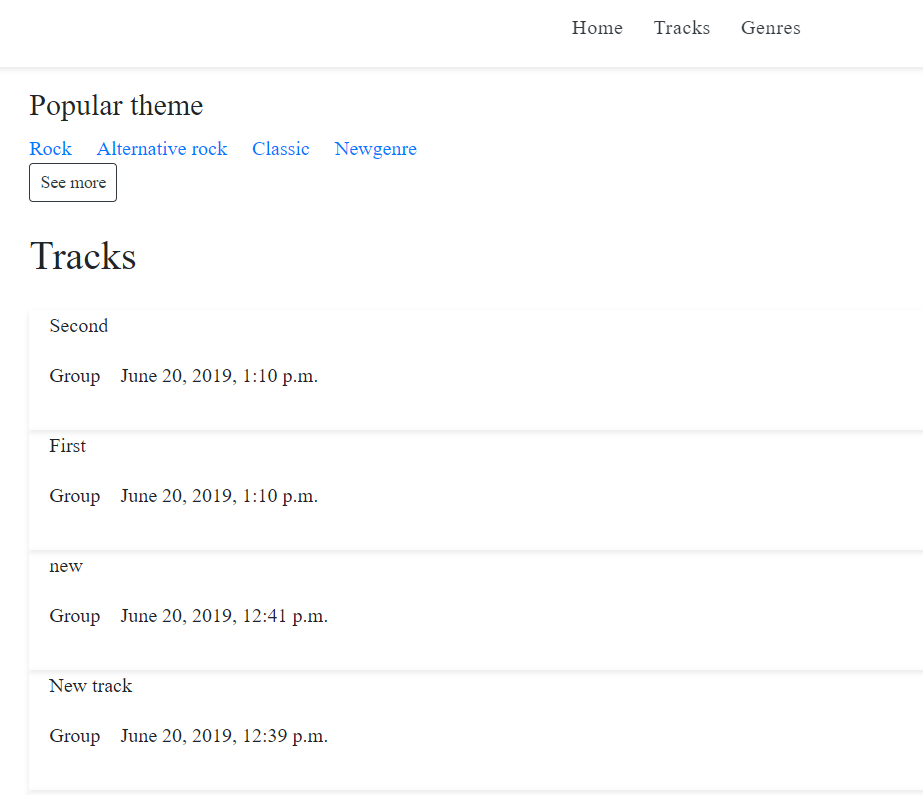 Home Tracks Genres
Popular theme
Rock Alternative rock Classic Newgenre
See more
Tracks
Second
Group June 20, 2019, 1:10 p.m.
First
Group June 20, 2019, 1:10 p.m.
new
Group June 20, 2019, 12:41 p.m.
New track
Group June 20, 2019, 12:39 p.m.